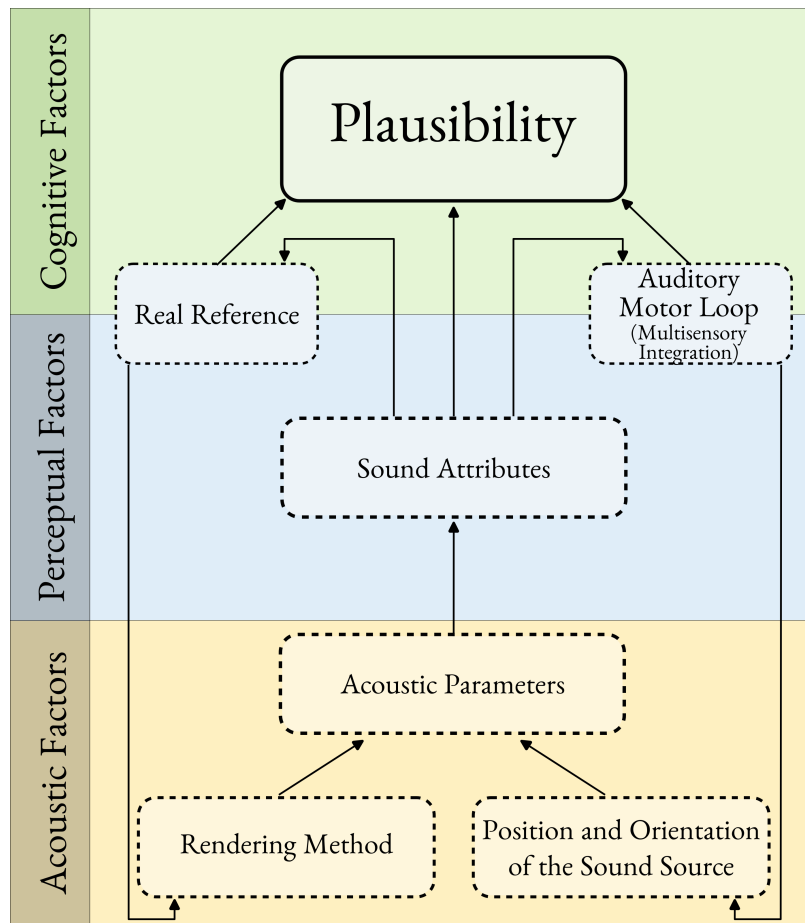 Cognitive Factors
Plausibility
Real Reference
Auditory
Motor Loop
(Multisensory
Integration)
Perceptual Factors
Sound Attributes
Acoustic Factors
Acoustic Parameters
Rendering Method
Position and Orientation
of the Sound Source